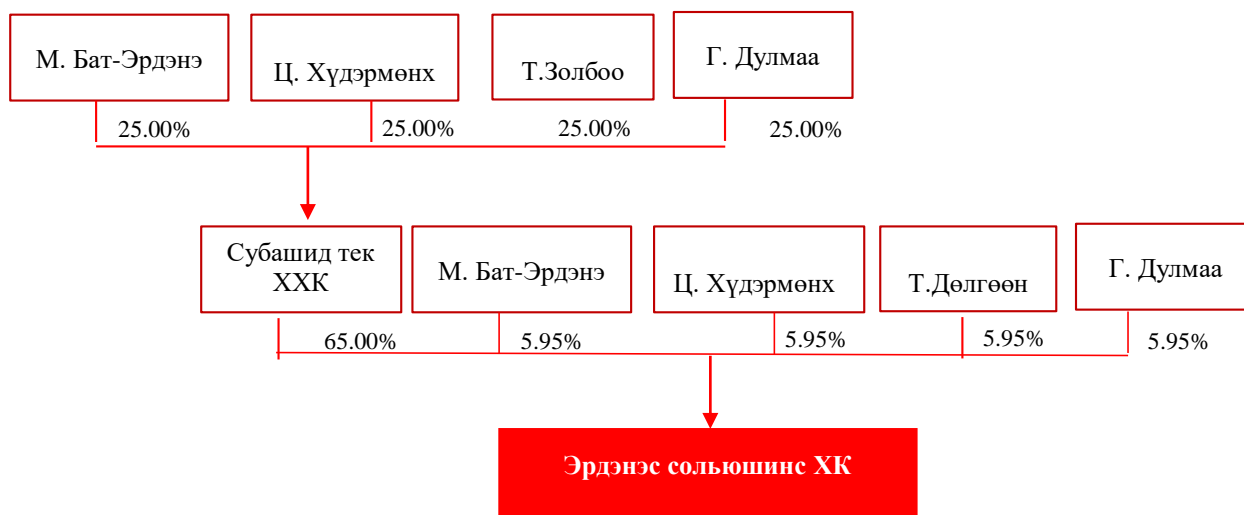 М. Бат-Эрдэнэ
Ц. Хүдэрмөнх
Т.Золбоо
Г. Дулмаа
25.00%
25.00%
25.00%
25.00%
Субашид тек
ХХК
М. Бат-Эрдэнэ
Ц. Хүдэрмөнх
Т.Дөлгөөн
Г. Дулмаа
65.00%
5.95%
5.95%
5.95%
5.95%
Эрдэнэс сольюшинс ХК